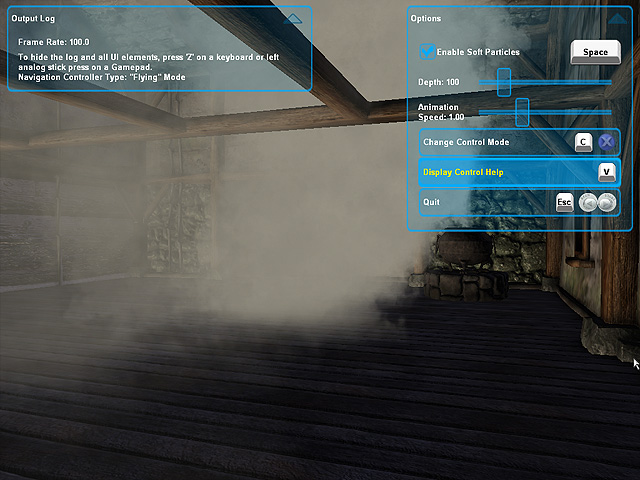 Output Log
Frame Rate: 100.0
To hide the log and all UI elements, press 'Z' on a keyboard or left
analog stick press on a Gamepad.
Navigation Controller Type: "Flying" Mode
Options
Enable Soft Particles
Space
Depth: 100
Animation
Speed: 1.00
Change Control Mode
C
Display Control Help
V
Quit
Esc